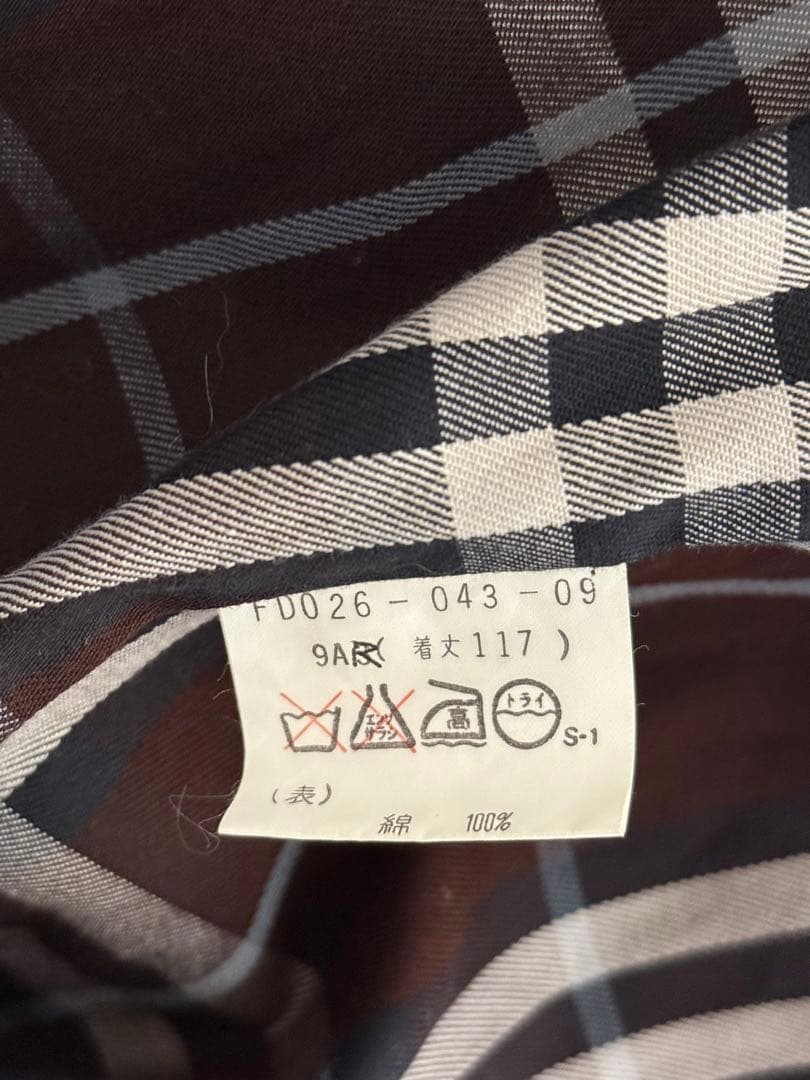 FD026-043-09
9AR(着丈117)
エンソサラシ 高 ドライ S-1
(表)
綿 100%